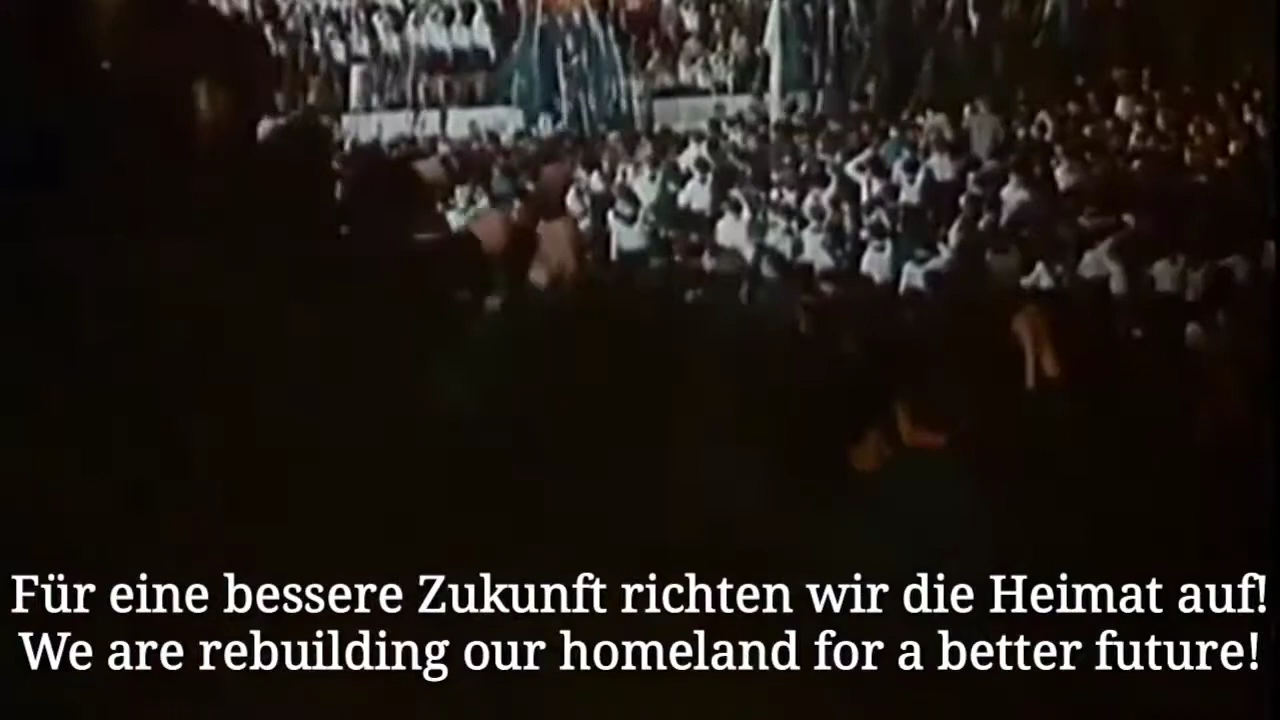 Für eine bessere Zukunft richten wir die Heimat auf!
We are rebuilding our homeland for a better future!